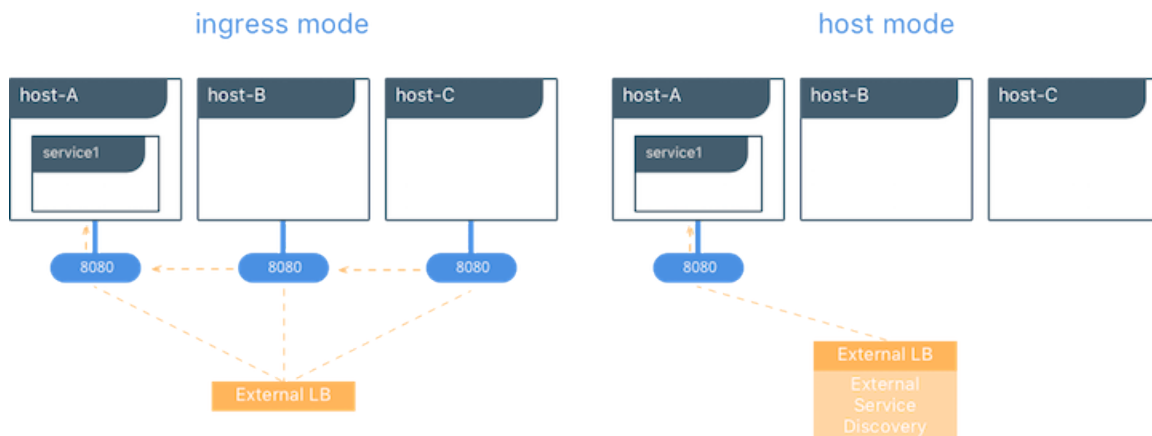 ingress mode
host-A
host-B
host-C
service1
8080
8080
8080
External LB
host mode
host-A
host-B
host-C
service1
8080
External LB
External
Service
Discovery